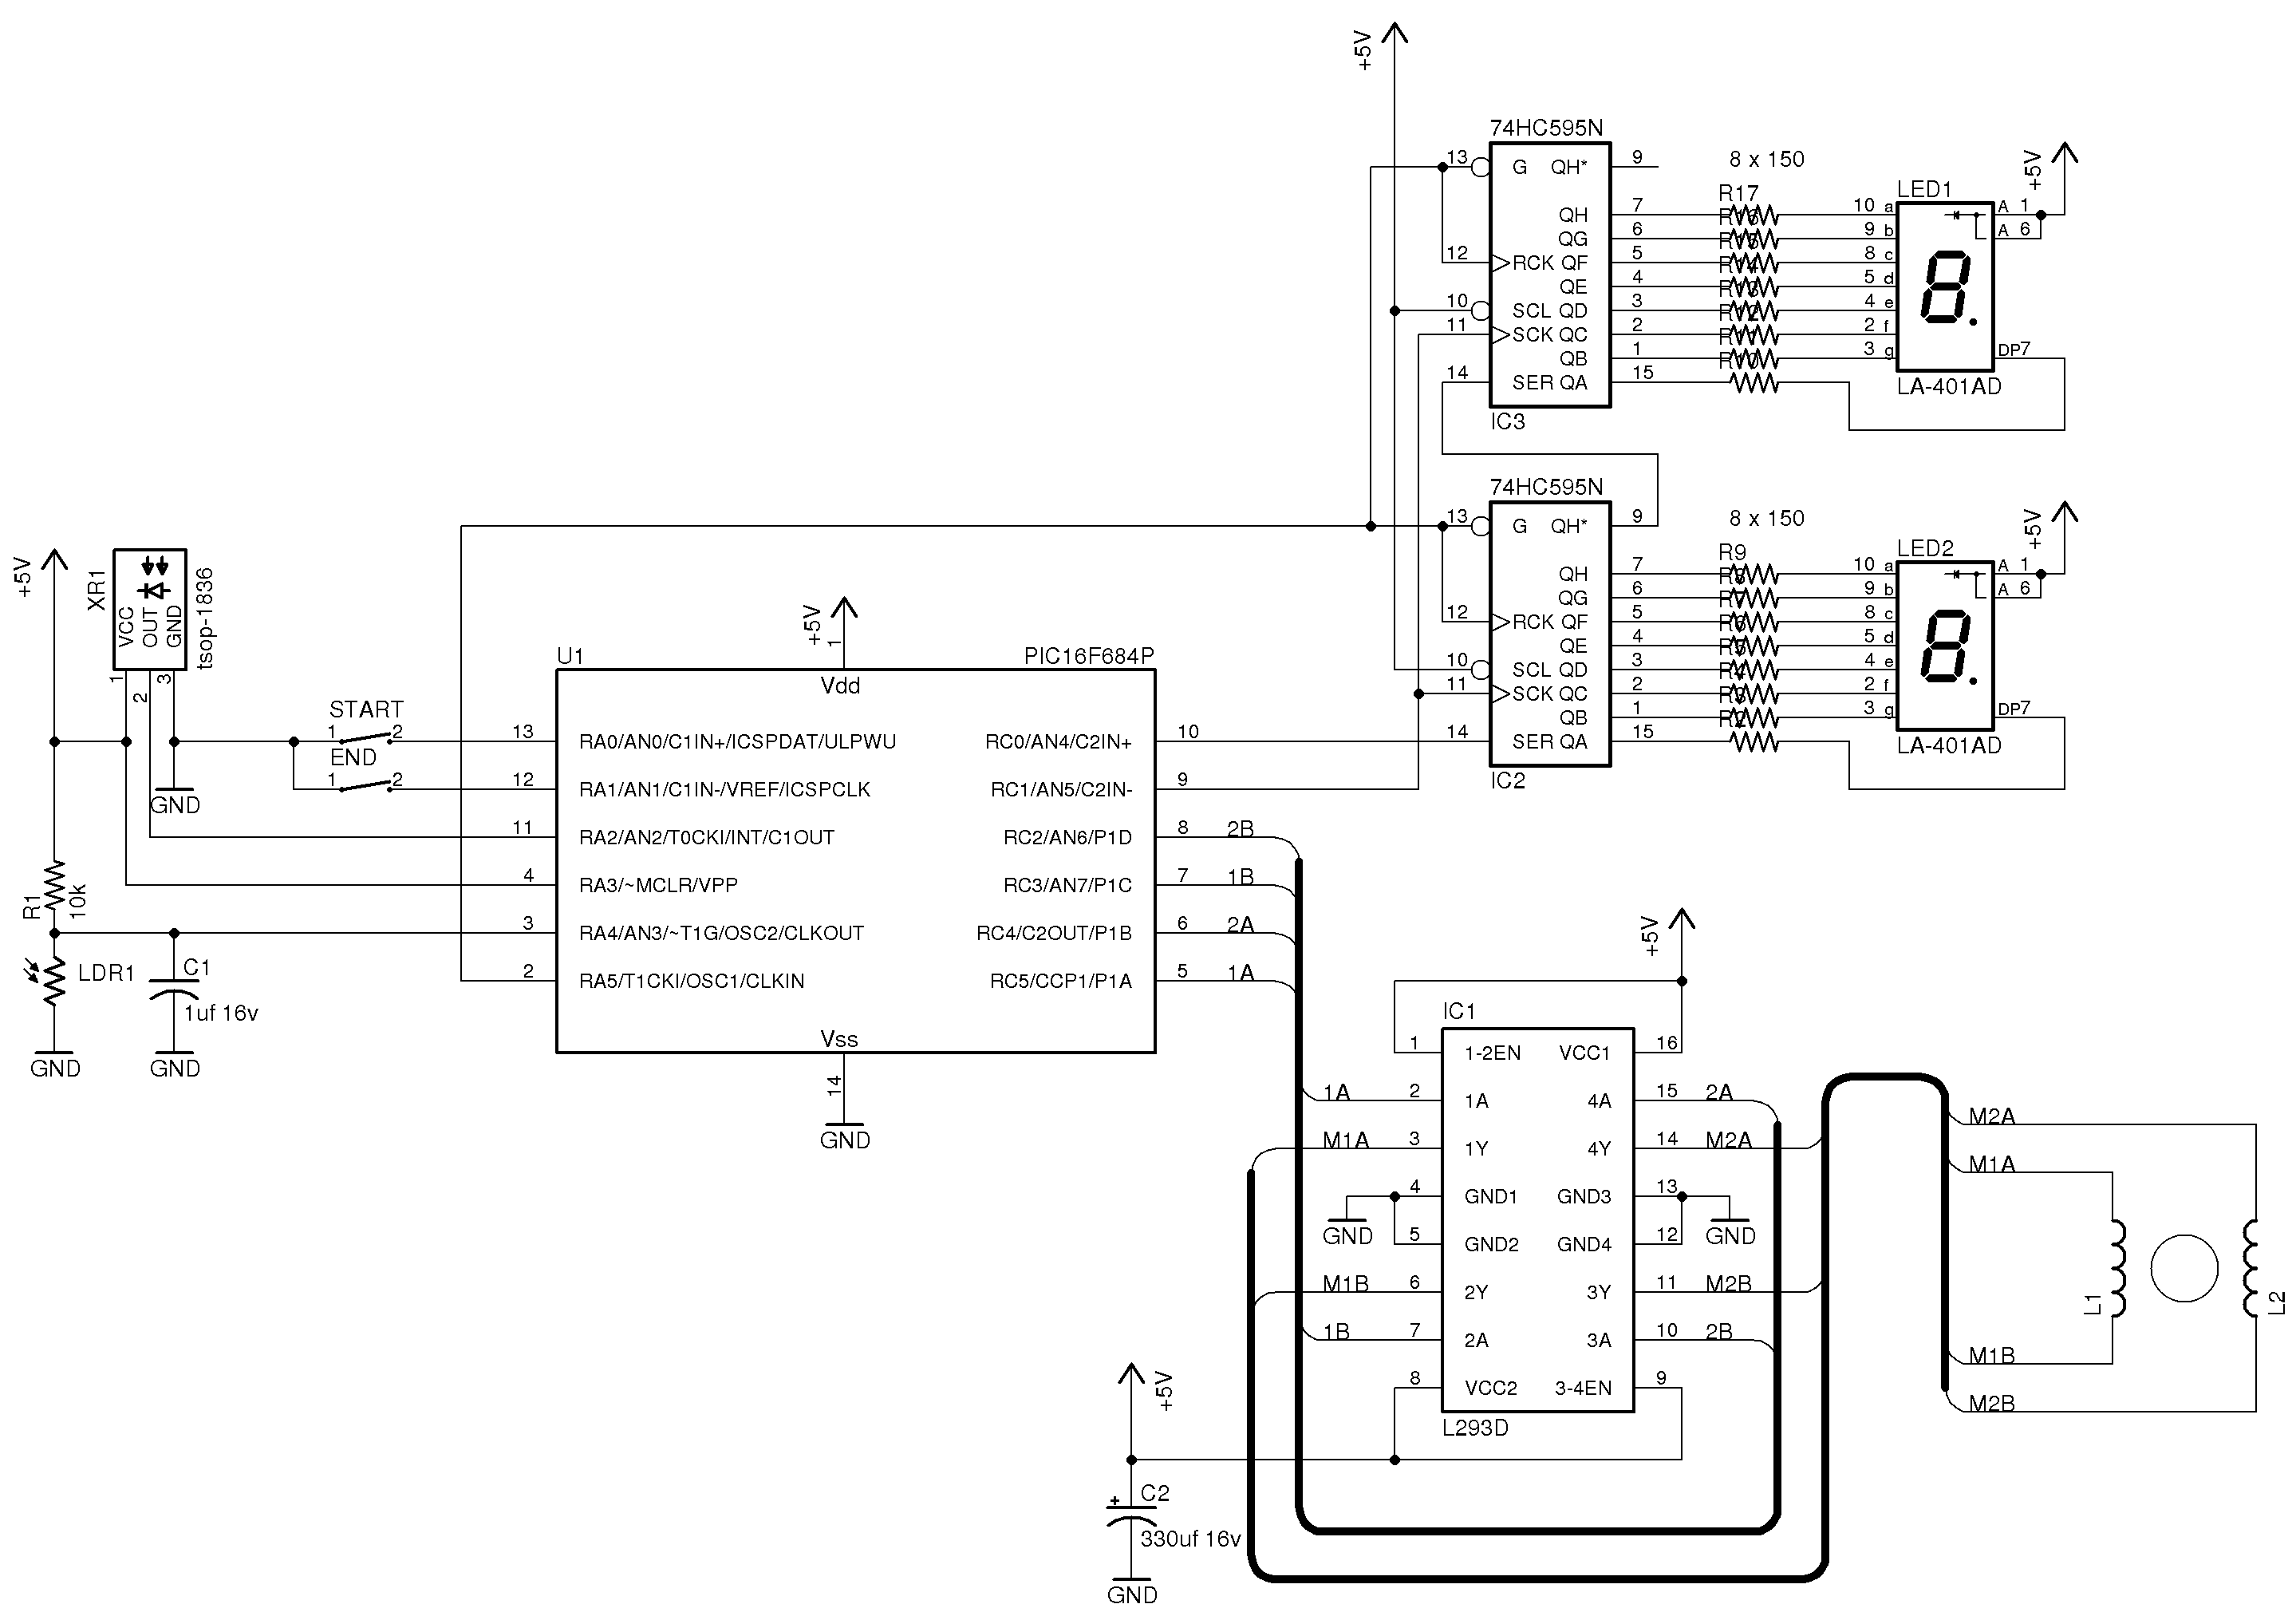 +5V
74HC595N
13 G QH* 9
8 x 150
+5V
LED1
R17
QH 7
R16
10 a
A 1
QG 6
R15
9 b
A 6
12 RCK QF 5
R14
8 c
QE 4
R13
5 d
10 SCL QD 3
R12
4 e
11 SCK QC 2
R11
2 f
QB 1
R10
3 g
DP7
14 SER QA 15
LA-401AD
IC3
74HC595N
13 G QH* 9
8 x 150
+5V
LED2
R9
QH 7
R8
10 a
A 1
QG 6
R7
9 b
A 6
12 RCK QF 5
R6
8 c
QE 4
R5
5 d
10 SCL QD 3
R4
4 e
11 SCK QC 2
R3
2 f
QB 1
R2
3 g
DP7
14 SER QA 15
LA-401AD
IC2
+5V
XR1
VCC
OUT
GND
tsop-1836
1
2
3
START
1 2
END
1 2
GND
R1
10k
LDR1
C1
1uf 16v
GND
GND
+5V
1
U1
PIC16F684P
Vdd
13 RA0/AN0/C1IN+/ICSPDAT/ULPWU
RC0/AN4/C2IN+ 10
12 RA1/AN1/C1IN-/VREF/ICSPCLK
RC1/AN5/C2IN- 9
11 RA2/AN2/T0CKI/INT/C1OUT
RC2/AN6/P1D 8 2B
4 RA3/~MCLR/VPP
RC3/AN7/P1C 7 1B
3 RA4/AN3/~T1G/OSC2/CLKOUT
RC4/C2OUT/P1B 6 2A
2 RA5/T1CKI/OSC1/CLKIN
RC5/CCP1/P1A 5 1A
Vss
14
GND
+5V
IC1
1 1-2EN VCC1 16
1A 2 1A 4A 15 2A
M1A 3 1Y 4Y 14 M2A
4 GND1 GND3 13
GND
GND
5 GND2 GND4 12
M1B 6 2Y 3Y 11 M2B
1B 7 2A 3A 10 2B
8 VCC2 3-4EN 9
L293D
+5V
C2
+
330uf 16v
GND
M2A
M1A
L1
L2
M1B
M2B